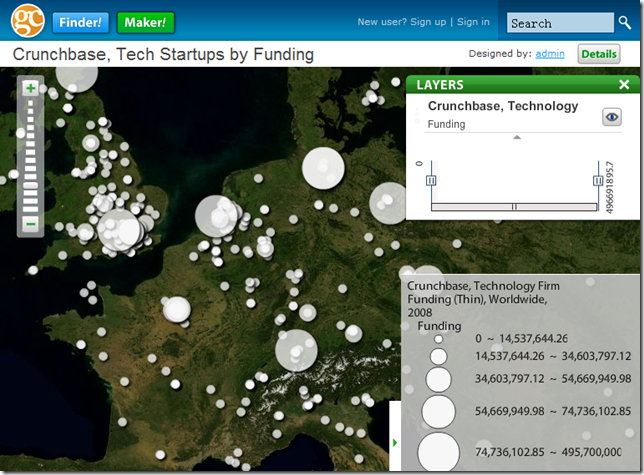 gc
Finder!
Maker!
New user? Sign up | Sign in
Search
Crunchbase, Tech Startups by Funding
Designed by: admin
Details
LAYERS
Crunchbase, Technology
Funding
0
496691895.7
Crunchbase, Technology Firm
Funding (Thin), Worldwide,
2008
Funding
0 ~ 14,537,644.26
14,537,644.26 ~ 34,603,797.12
34,603,797.12 ~ 54,669,949.98
54,669,949.98 ~ 74,736,102.85
74,736,102.85 ~ 495,700,000